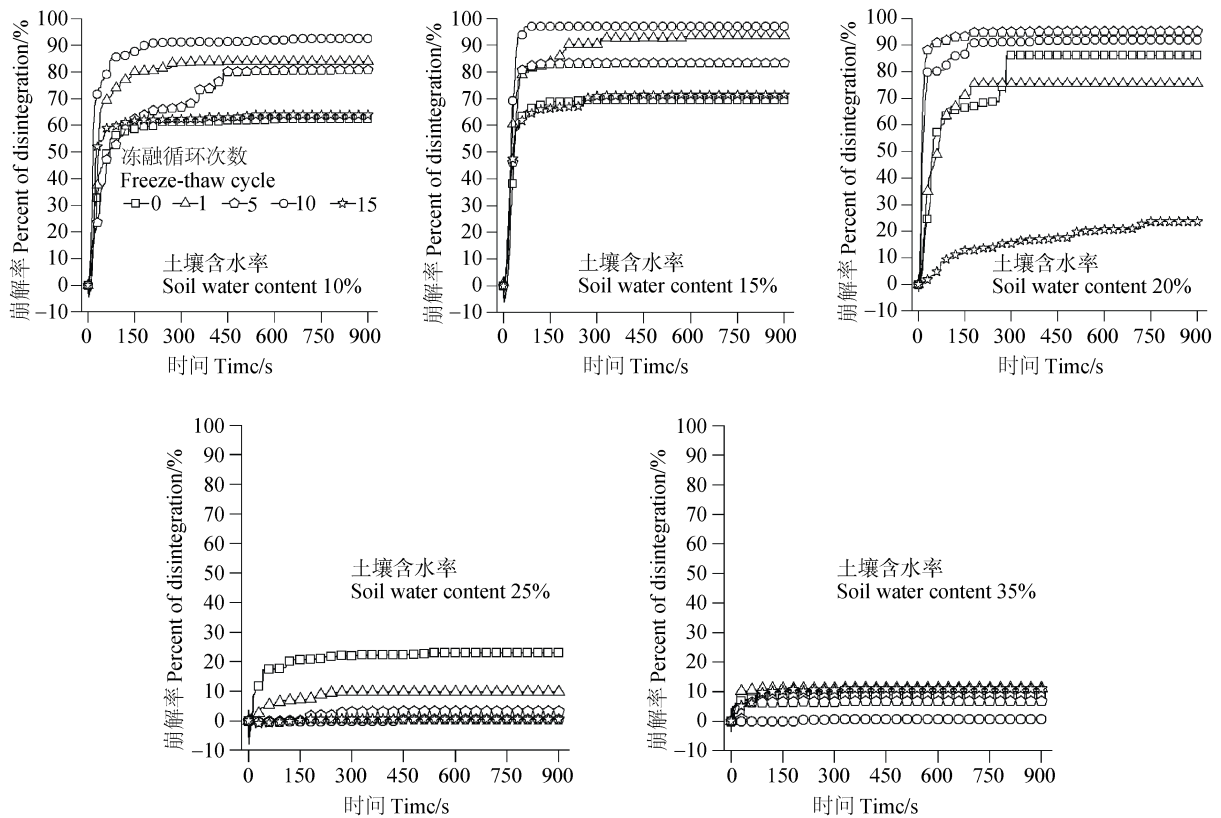 崩解率 Percent of disintegration/%
100
90
80
70
60
50
40
30
20
10
0
–10
冻融循环次数
Freeze-thaw cycle
0 1 5 10 15
土壤含水率
Soil water content 10%
0 150 300 450 600 750 900
时间 Timc/s
崩解率 Percent of disintegration/%
100
90
80
70
60
50
40
30
20
10
0
–10
土壤含水率
Soil water content 15%
0 150 300 450 600 750 900
时间 Timc/s
崩解率 Percent of disintegration/%
100
90
80
70
60
50
40
30
20
10
0
–10
土壤含水率
Soil water content 20%
0 150 300 450 600 750 900
时间 Timc/s
崩解率 Percent of disintegration/%
100
90
80
70
60
50
40
30
20
10
0
–10
土壤含水率
Soil water content 25%
0 150 300 450 600 750 900
时间 Timc/s
崩解率 Percent of disintegration/%
100
90
80
70
60
50
40
30
20
10
0
–10
土壤含水率
Soil water content 35%
0 150 300 450 600 750 900
时间 Timc/s